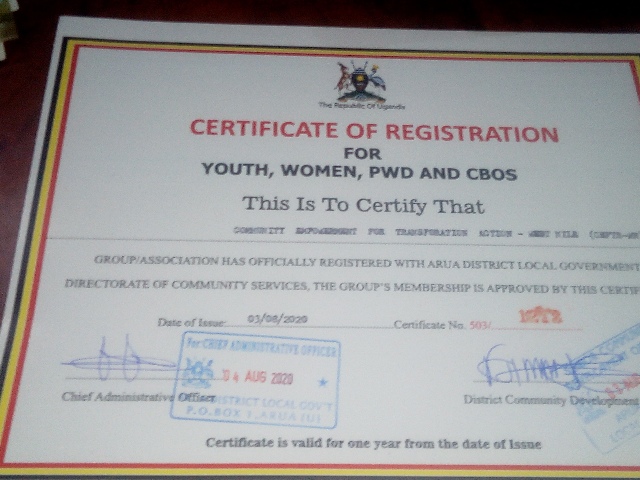 The Republic Of Uganda
CERTIFICATE OF REGISTRATION
FOR
YOUTH, WOMEN, PWD AND CBOS
This Is To Certify That
COMMUNITY EMPOWERMENT FOR TRANSFORATION ACTION - WEST NILE
GROUP/ASSOCIATION HAS OFFICIALLY REGISTERED WITH ARUA DISTRICT LOCAL GOVERNMENT
DIRECTORATE OF COMMUNITY SERVICES, THE GROUP'S MEMBERSHIP IS APPROVED BY THIS CERTIF
Date of Issue: 03/08/2020 Certificate No. 503/
For CHIEF ADMINISTRATIVE OFFICER
04 AUG 2020
Chief Administrative Officer
DISTRICT LOCAL GOV'T
P.O.BOX 1, ARUA
District Community Development
Certificate is valid for one year from the date of Issue